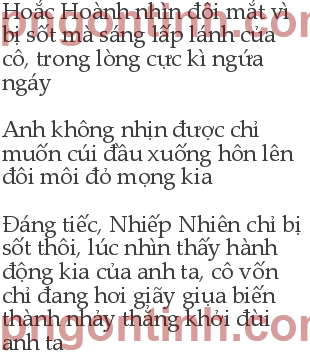 Hoắc Hoành nhìn đôi mắt vì
bị sốt mà sáng lấp lánh của
cô, trong lòng cực kì ngứa
ngáy
Anh không nhịn được chỉ
muốn cúi đầu xuống hôn lên
đôi môi đỏ mọng kia
Đáng tiếc, Nhiếp Nhiên chỉ bị
sốt thôi, lúc nhìn thấy hành
động kia của anh ta, cô vốn
chỉ đang hơi giãy giụa biến
thành nhảy thẳng khỏi đùi
anh ta
pngontinh.com
pngontinh.com